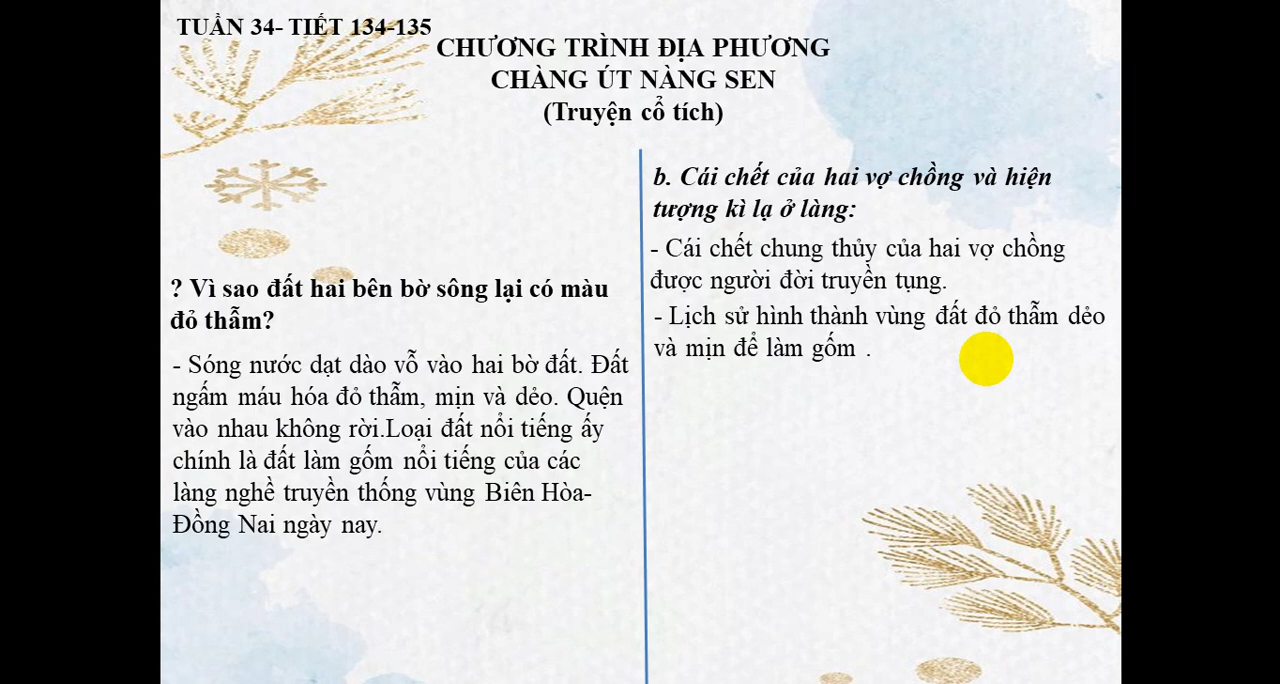 TUẦN 34- TIẾT 134-135
CHƯƠNG TRÌNH ĐỊA PHƯƠNG
CHÀNG ÚT NÀNG SEN
(Truyện cổ tích)
? Vì sao đất hai bên bờ sông lại có màu
đỏ thẫm?
- Sóng nước dạt dào vỗ vào hai bờ đất. Đất
ngấm máu hóa đỏ thẫm, mịn và dẻo. Quện
vào nhau không rời.Loại đất nổi tiếng ấy
chính là đất làm gốm nổi tiếng của các
làng nghề truyền thống vùng Biên Hòa-
Đồng Nai ngày nay.
b. Cái chết của hai vợ chồng và hiện
tượng kì lạ ở làng:
- Cái chết chung thủy của hai vợ chồng
được người đời truyền tụng.
- Lịch sử hình thành vùng đất đỏ thẫm dẻo
và mịn để làm gốm .